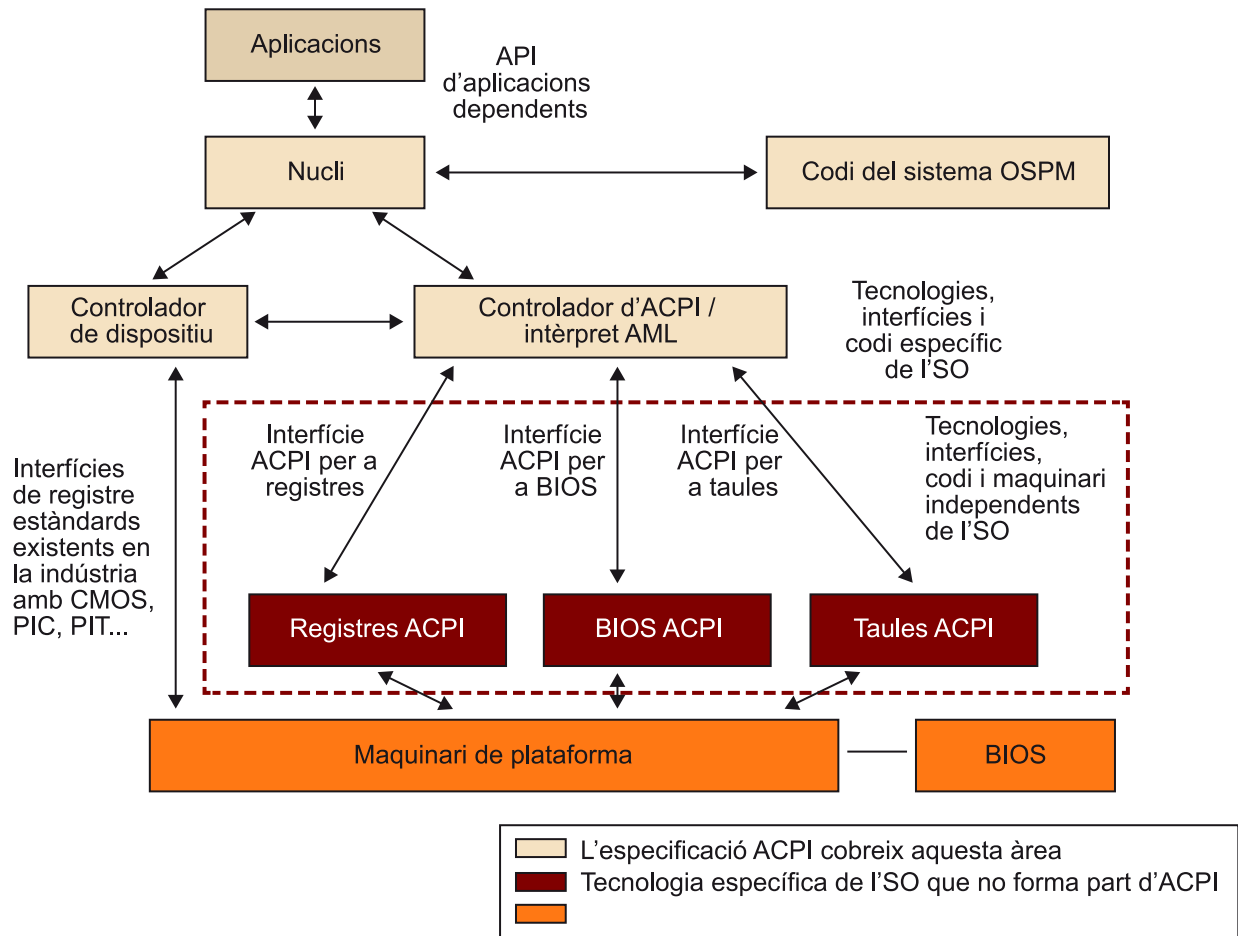 Aplicacions
API
d’aplicacions
dependents
Nucli
Codi del sistema OSPM
Controlador
de dispositiu
Controlador d’ACPI /
intèrpret AML
Tecnologies,
interfícies i
codi específic
de l’SO
Interfícies
de registre
estàndards
existents en
la indústria
amb CMOS,
PIC, PIT...
Interfície
ACPI per a
registres
Interfície
ACPI per
a BIOS
Interfície
ACPI per
a taules
Tecnologies,
interfícies,
codi i maquinari
independents
de l’SO
Registres ACPI
BIOS ACPI
Taules ACPI
Maquinari de plataforma
BIOS
L’especificació ACPI cobreix aquesta àrea
Tecnologia específica de l’SO que no forma part d’ACPI